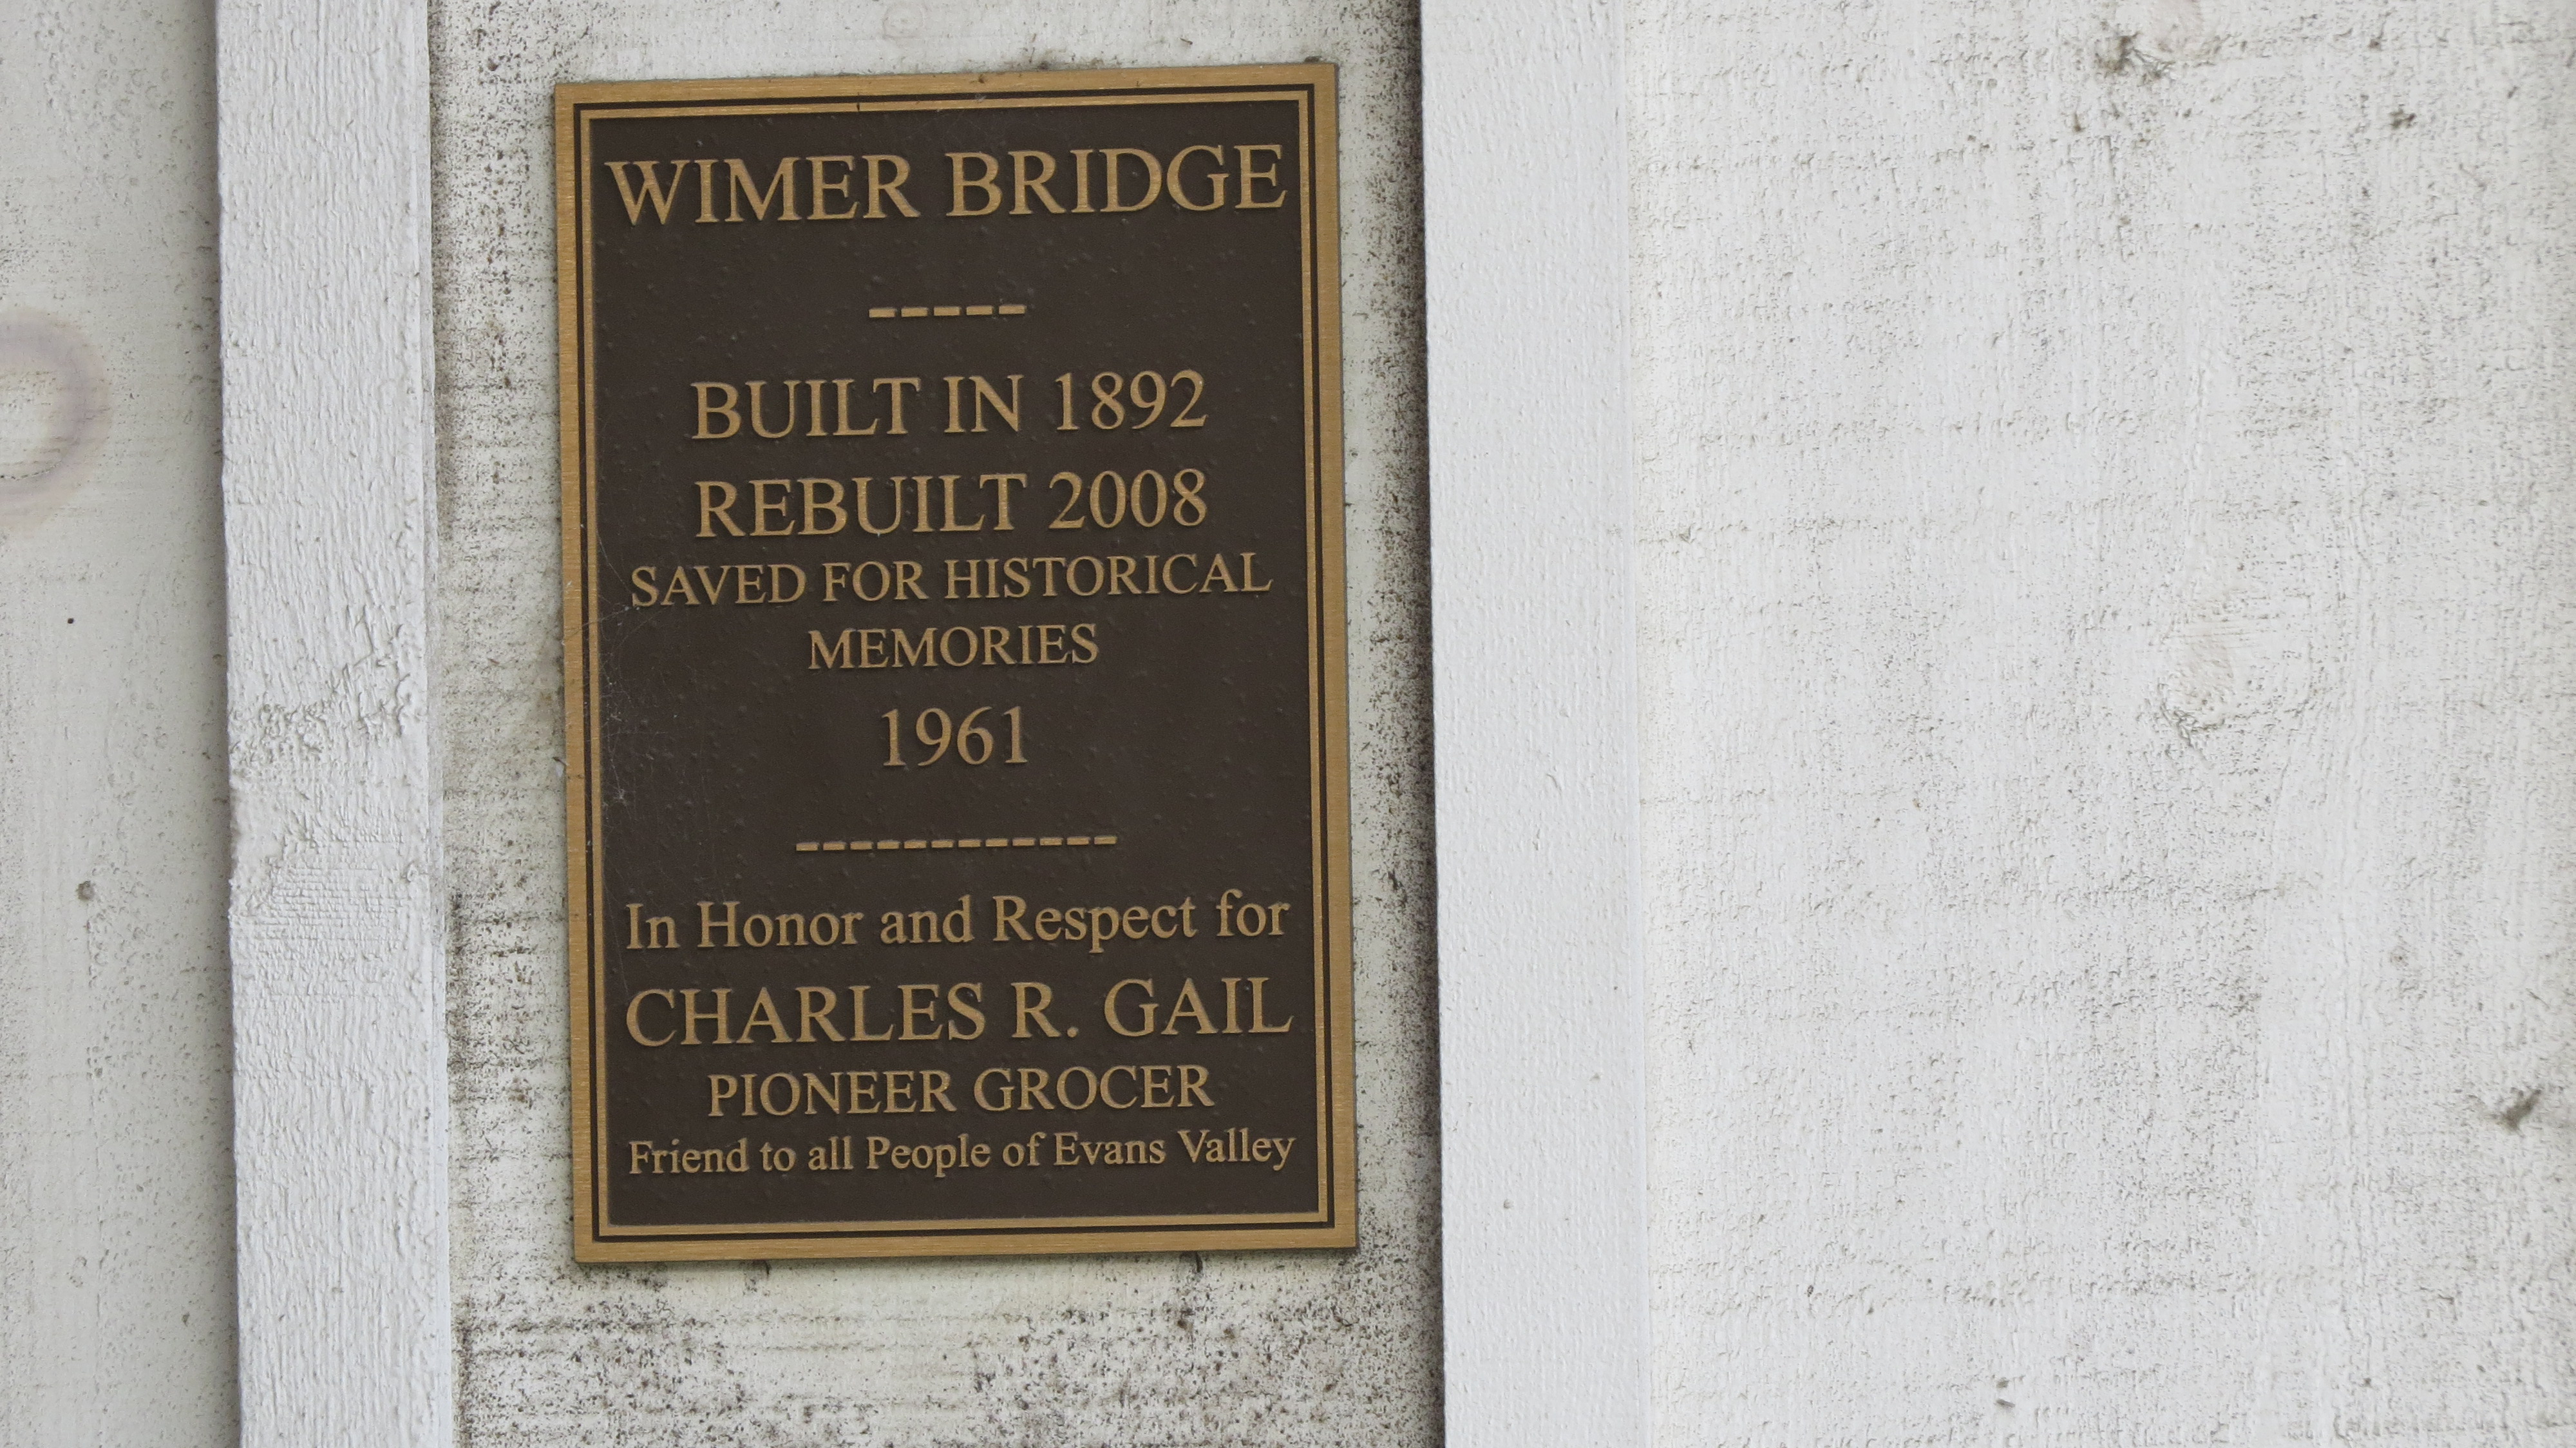 WIMER BRIDGE
-----
BUILT IN 1892
REBUILT 2008
SAVED FOR HISTORICAL
MEMORIES
1961
------------
In Honor and Respect for
CHARLES R. GAIL
PIONEER GROCER
Friend to all People of Evans Valley